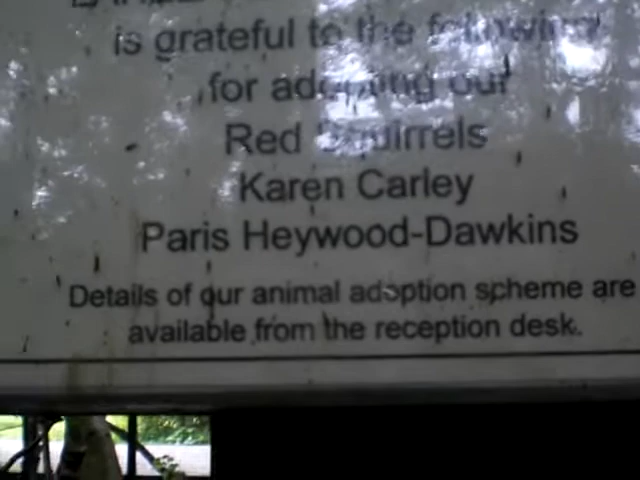 is grateful to the following
for adopting our
Red Squirrels
Karen Carley
Paris Heywood-Dawkins
Details of our animal adoption scheme are
available from the reception desk.